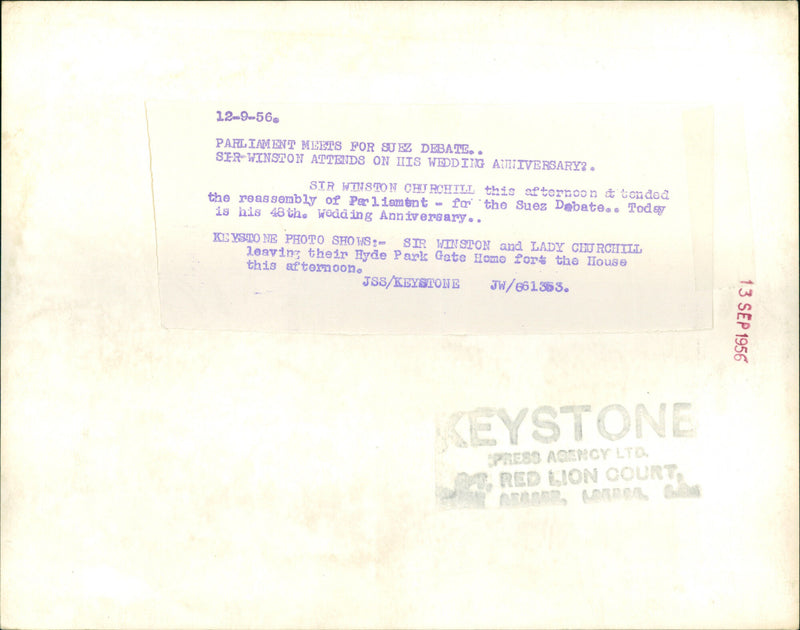 12-9-56.
PARLIAMENT MEETS FOR SUEZ DEBATE..
SIR WINSTON ATTENDS ON HIS WEDDING ANNIVERSARY?.
SIR WINSTON CHURCHILL this afternoon attended
the reassembly of Parliament - for the Suez Debate.. Today
is his 48th. Wedding Anniversary..
KEYSTONE PHOTO SHOWS:- SIR WINSTON and LADY CHURCHILL
leaving their Hyde Park Gate Home fort the House
this afternoon.
JSS/KEYSTONE JW/661353.
13 SEP 1956
KEYSTONE
PRESS AGENCY LTD.
RED LION COURT,